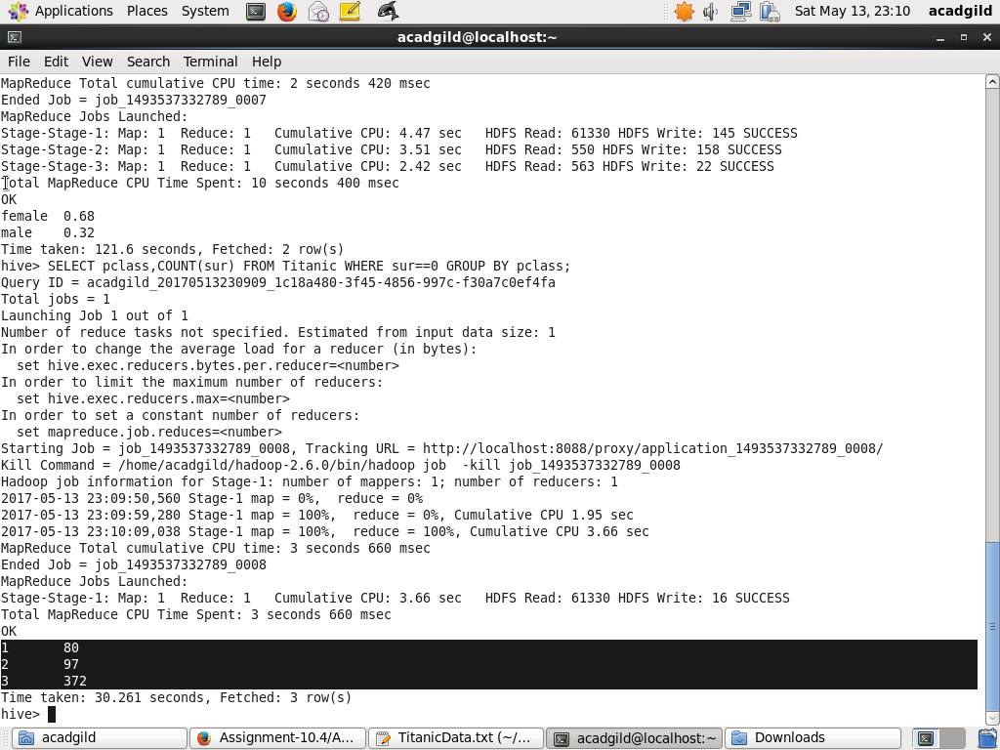 Applications Places System Sat May 13, 23:10 acadgild
acadgild@localhost:~
File Edit View Search Terminal Help
MapReduce Total cumulative CPU time: 2 seconds 420 msec
Ended Job = job_1493537332789_0007
MapReduce Jobs Launched:
Stage-Stage-1: Map: 1  Reduce: 1   Cumulative CPU: 4.47 sec   HDFS Read: 61330 HDFS Write: 145 SUCCESS
Stage-Stage-2: Map: 1  Reduce: 1   Cumulative CPU: 3.51 sec   HDFS Read: 550 HDFS Write: 158 SUCCESS
Stage-Stage-3: Map: 1  Reduce: 1   Cumulative CPU: 2.42 sec   HDFS Read: 563 HDFS Write: 22 SUCCESS
Total MapReduce CPU Time Spent: 10 seconds 400 msec
OK
female  0.68
male    0.32
Time taken: 121.6 seconds, Fetched: 2 row(s)
hive> SELECT pclass,COUNT(sur) FROM Titanic WHERE sur==0 GROUP BY pclass;
Query ID = acadgild_20170513230909_1c18a480-3f45-4856-997c-f30a7c0ef4fa
Total jobs = 1
Launching Job 1 out of 1
Number of reduce tasks not specified. Estimated from input data size: 1
In order to change the average load for a reducer (in bytes):
  set hive.exec.reducers.bytes.per.reducer=<number>
In order to limit the maximum number of reducers:
  set hive.exec.reducers.max=<number>
In order to set a constant number of reducers:
  set mapreduce.job.reduces=<number>
Starting Job = job_1493537332789_0008, Tracking URL = http://localhost:8088/proxy/application_1493537332789_0008/
Kill Command = /home/acadgild/hadoop-2.6.0/bin/hadoop job  -kill job_1493537332789_0008
Hadoop job information for Stage-1: number of mappers: 1; number of reducers: 1
2017-05-13 23:09:50,560 Stage-1 map = 0%,  reduce = 0%
2017-05-13 23:09:59,280 Stage-1 map = 100%,  reduce = 0%, Cumulative CPU 1.95 sec
2017-05-13 23:10:09,038 Stage-1 map = 100%,  reduce = 100%, Cumulative CPU 3.66 sec
MapReduce Total cumulative CPU time: 3 seconds 660 msec
Ended Job = job_1493537332789_0008
MapReduce Jobs Launched:
Stage-Stage-1: Map: 1  Reduce: 1   Cumulative CPU: 3.66 sec   HDFS Read: 61330 HDFS Write: 16 SUCCESS
Total MapReduce CPU Time Spent: 3 seconds 660 msec
OK
1       80
2       97
3       372
Time taken: 30.261 seconds, Fetched: 3 row(s)
hive>
acadgild Assignment-10.4/A... TitanicData.txt (~/... acadgild@localhost:~ Downloads